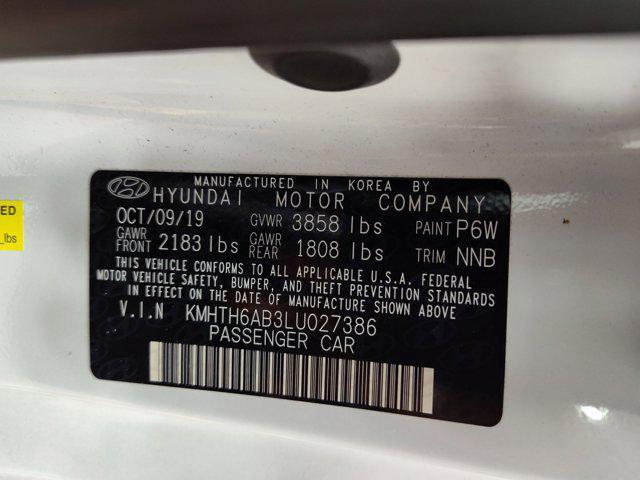 MANUFACTURED IN KOREA BY
HYUNDAI MOTOR COMPANY
OCT/09/19 GVWR 3858 lbs PAINT P6W
GAWR FRONT 2183 lbs GAWR REAR 1808 lbs TRIM NNB
THIS VEHICLE CONFORMS TO ALL APPLICABLE U.S.A. FEDERAL
MOTOR VEHICLE SAFETY, BUMPER, AND THEFT PREVENTION STANDARDS
IN EFFECT ON THE DATE OF MANUFACTURE SHOWN ABOVE
V.I.N KMHTH6AB3LU027386
PASSENGER CAR
ED
lbs